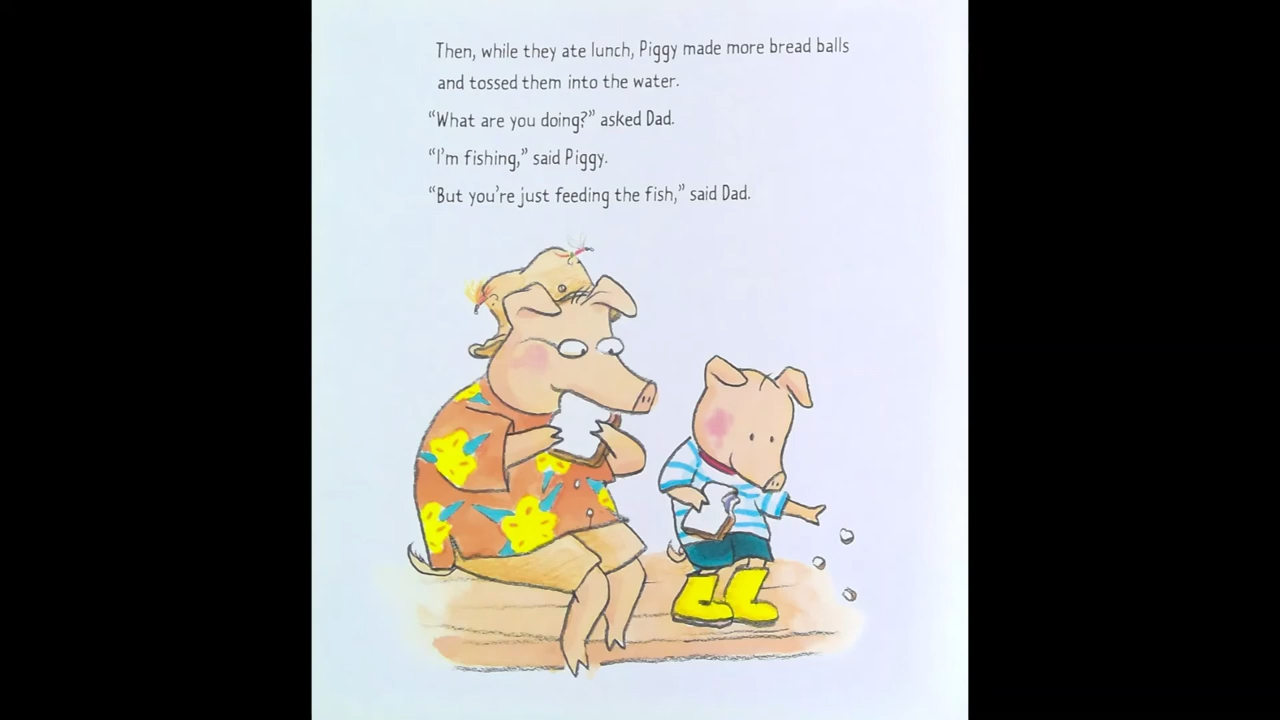 Then, while they ate lunch, Piggy made more bread balls
and tossed them into the water.
“What are you doing?” asked Dad.
“I’m fishing,” said Piggy.
“But you’re just feeding the fish,” said Dad.